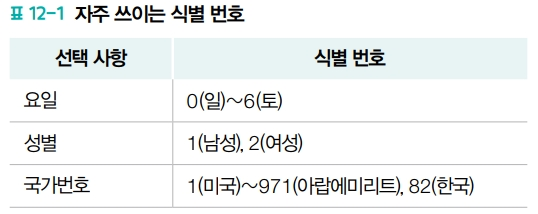 표 12-1 자주 쓰이는 식별 번호
선택 사항 식별 번호
요일 0(일)~6(토)
성별 1(남성), 2(여성)
국가번호 1(미국)~971(아랍에미리트), 82(한국)